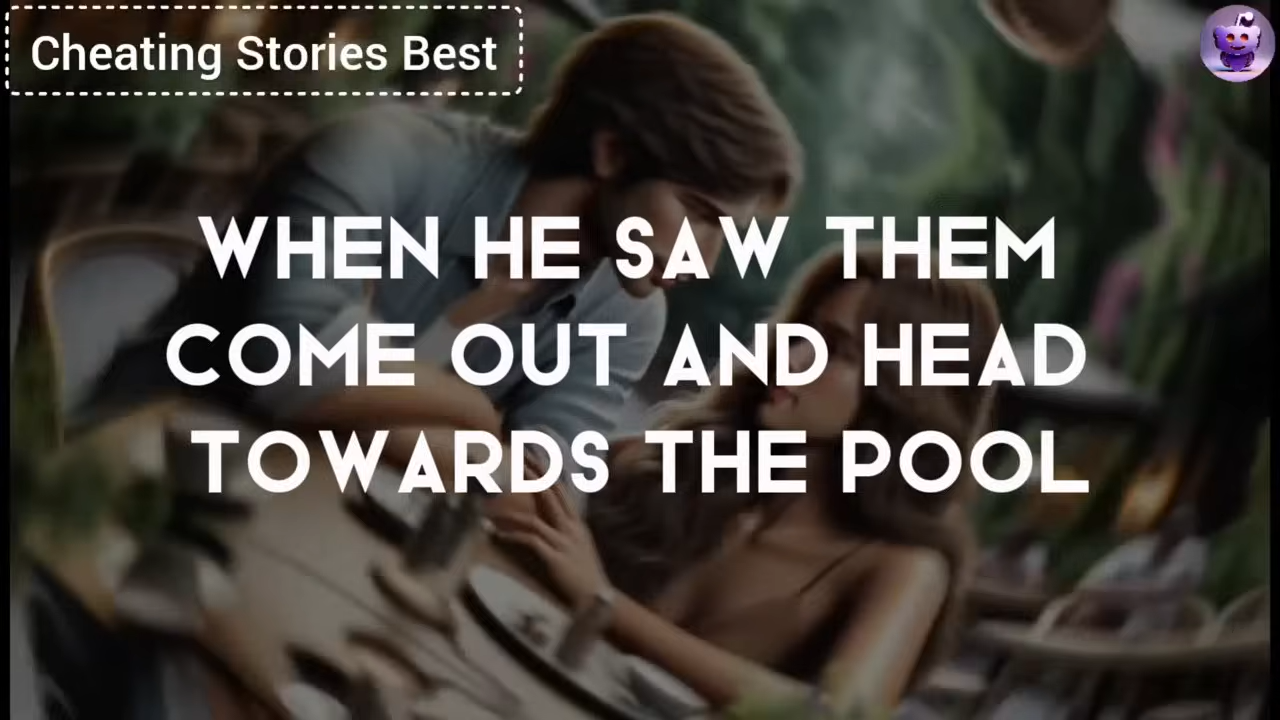 Cheating Stories Best
WHEN HE SAW THEM
COME OUT AND HEAD
TOWARDS THE POOL